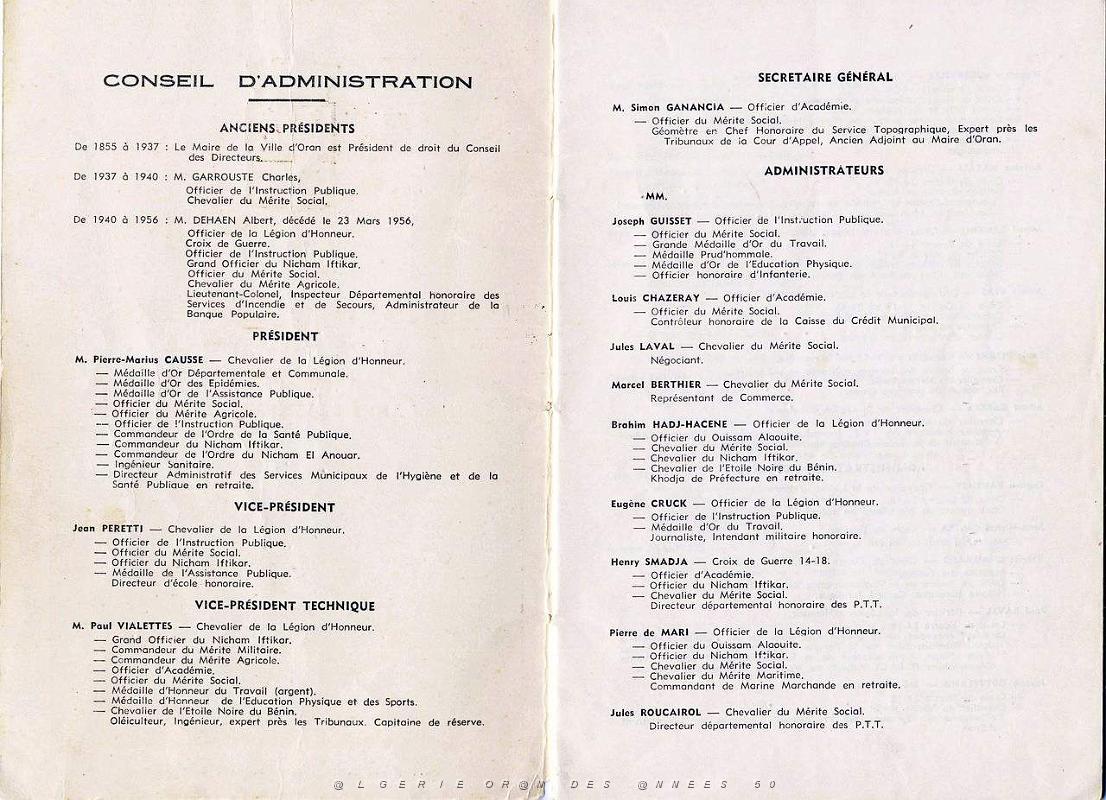 CONSEIL D'ADMINISTRATION
ANCIENS PRÉSIDENTS
De 1855 à 1937 : Le Maire de la Ville d'Oran est Président de droit du Conseil
des Directeurs.
De 1937 à 1940 : M. GARROUSTE Charles,
Officier de l'Instruction Publique.
Chevalier du Mérite Social.
De 1940 à 1956 : M. DEHAEN Albert, décédé le 23 Mars 1956,
Officier de la Légion d'Honneur.
Croix de Guerre.
Officier de l'Instruction Publique.
Grand Officier du Nicham Iftikar.
Officier du Mérite Social.
Chevalier du Mérite Agricole.
Lieutenant-Colonel, Inspecteur Départemental honoraire des
Services d'Incendie et de Secours, Administrateur de la
Banque Populaire.
PRÉSIDENT
M. Pierre-Marius CAUSSE — Chevalier de la Légion d'Honneur.
— Médaille d'Or Départementale et Communale.
— Médaille d'Or des Epidémies.
— Médaille d'Or de l'Assistance Publique.
— Officier du Mérite Social.
— Officier du Mérite Agricole.
— Officier de l'Instruction Publique.
— Commandeur de l'Ordre de la Santé Publique.
— Commandeur du Nicham Iftikar.
— Commandeur de l'Ordre du Nicham El Anouar.
— Ingénieur Sanitaire.
— Directeur Administratif des Services Municipaux de l'Hygiène et de la
Santé Publique en retraite.
VICE-PRÉSIDENT
Jean PERETTI — Chevalier de la Légion d'Honneur.
— Officier de l'Instruction Publique.
— Officier du Mérite Social.
— Officier du Nicham Iftikar.
— Médaille de l'Assistance Publique.
Directeur d'école honoraire.
VICE-PRÉSIDENT TECHNIQUE
M. Paul VIALETTES — Chevalier de la Légion d'Honneur.
— Grand Officier du Nicham Iftikar.
— Commandeur du Mérite Militaire.
— Commandeur du Mérite Agricole.
— Officier d'Académie.
— Officier du Mérite Social.
— Médaille d'Honneur du Travail (argent).
— Médaille d'Honneur de l'Education Physique et des Sports.
— Chevalier de l'Etoile Noire du Bénin.
Oléiculteur, Ingénieur, expert près les Tribunaux. Capitaine de réserve.
SECRETAIRE GÉNÉRAL
M. Simon GANANCIA — Officier d'Académie.
— Officier du Mérite Social.
Géomètre en Chef Honoraire du Service Topographique, Expert près les
Tribunaux de la Cour d'Appel, Ancien Adjoint au Maire d'Oran.
ADMINISTRATEURS
MM.
Joseph GUISSET — Officier de l'Instruction Publique.
— Officier du Mérite Social.
— Grande Médaille d'Or du Travail.
— Médaille Prud'hommale.
— Médaille d'Or de l'Education Physique.
— Officier honoraire d'Infanterie.
Louis CHAZERAY — Officier d'Académie.
— Officier du Mérite Social.
Contrôleur honoraire de la Caisse du Crédit Municipal.
Jules LAVAL — Chevalier du Mérite Social.
Négociant.
Marcel BERTHIER — Chevalier du Mérite Social.
Représentant de Commerce.
Brahim HADJ-HACENE — Officier de la Légion d'Honneur.
— Officier du Ouissam Alaouite.
— Chevalier du Mérite Social.
— Chevalier du Nicham Iftikar.
— Chevalier de l'Etoile Noire du Bénin.
Khodja de Préfecture en retraite.
Eugène CRUCK — Officier de la Légion d'Honneur.
— Officier de l'Instruction Publique.
— Médaille d'Or du Travail.
Journaliste, Intendant militaire honoraire.
Henry SMADJA — Croix de Guerre 14-18.
— Officier d'Académie.
— Officier du Nicham Iftikar.
— Chevalier du Mérite Social.
Directeur départemental honoraire des P.T.T.
Pierre de MARI — Officier de la Légion d'Honneur.
— Officier du Ouissam Alaouite.
— Officier du Nicham Iftikar.
— Chevalier du Mérite Social.
— Chevalier du Mérite Maritime.
Commandant de Marine Marchande en retraite.
Jules ROUCAIROL — Chevalier du Mérite Social.
Directeur départemental honoraire des P.T.T.
@LGERIE OR@N DES @NNEES 50